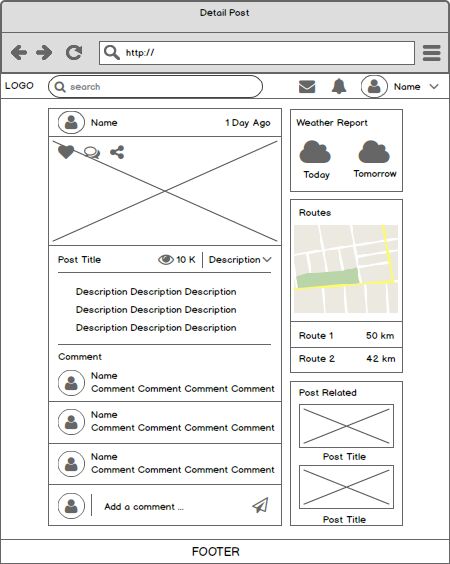 Detail Post
http://
LOGO
search
Name
Name
1 Day Ago
Post Title
10 K
Description
Description Description Description
Description Description Description
Description Description Description
Comment
Name
Comment Comment Comment Comment
Name
Comment Comment Comment Comment
Name
Comment Comment Comment Comment
Add a comment ...
Weather Report
Today
Tomorrow
Routes
Route 1 50 km
Route 2 42 km
Post Related
Post Title
Post Title
FOOTER